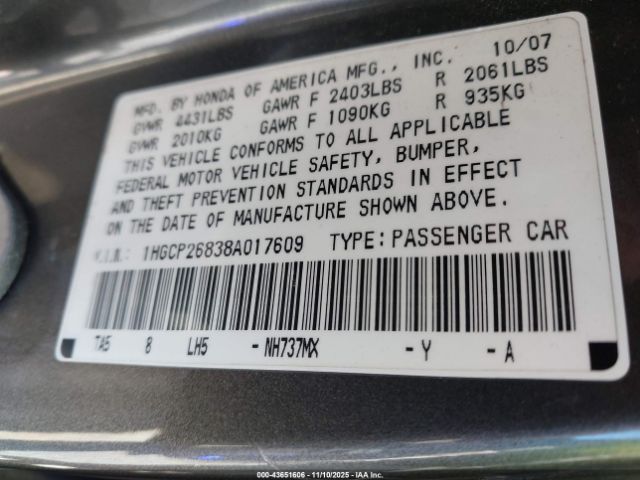 MFD. BY HONDA OF AMERICA MFG., INC. 10/07
GVWR 4431LBS GAWR F 2403LBS R 2061LBS
GVWR 2010KG GAWR F 1090KG R 935KG
THIS VEHICLE CONFORMS TO ALL APPLICABLE
FEDERAL MOTOR VEHICLE SAFETY, BUMPER,
AND THEFT PREVENTION STANDARDS IN EFFECT
ON THE DATE OF MANUFACTURE SHOWN ABOVE.
V.I.N.: 1HGCP26838A017609 TYPE: PASSENGER CAR
TA5 8 LH5 -NH737MX -Y -A
000-43651606 - 11/10/2025 - IAA Inc.